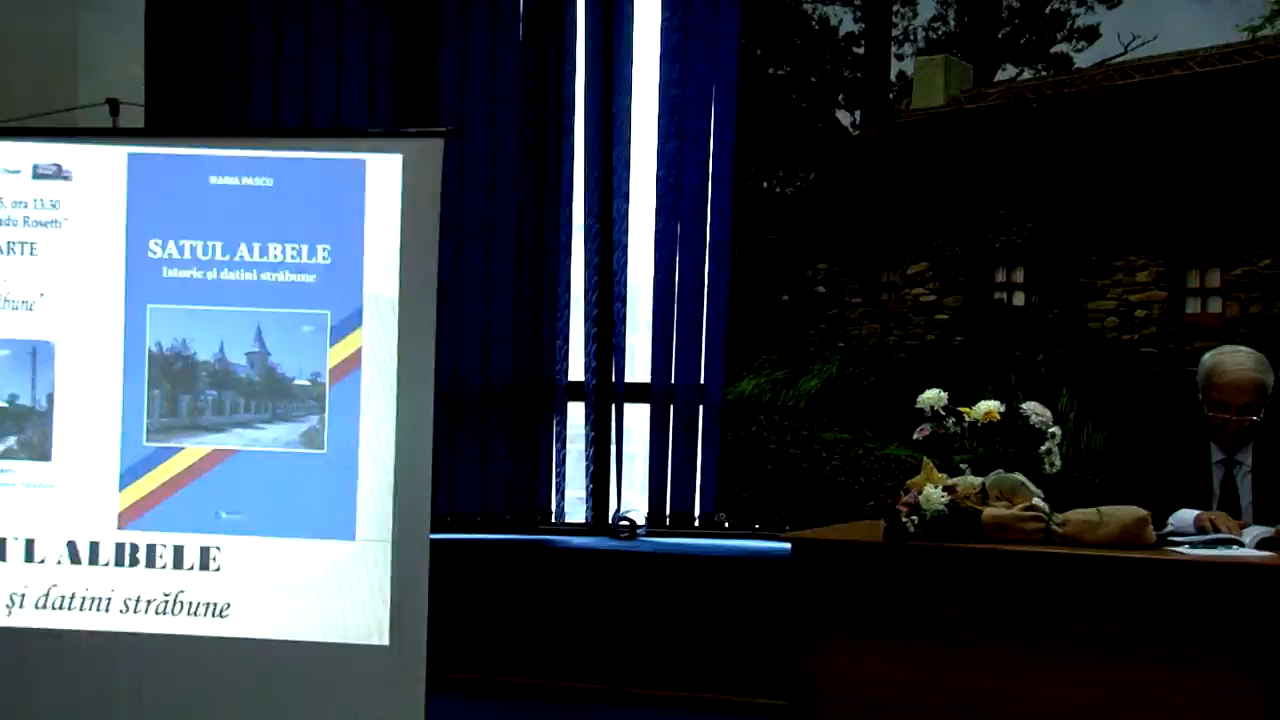 5, ora 13:30
adu Rosetti"
ARTE
ăbune"
MARIA PASCU
SATUL ALBELE
Istoric și datini străbune
UL ALBELE
și datini străbune